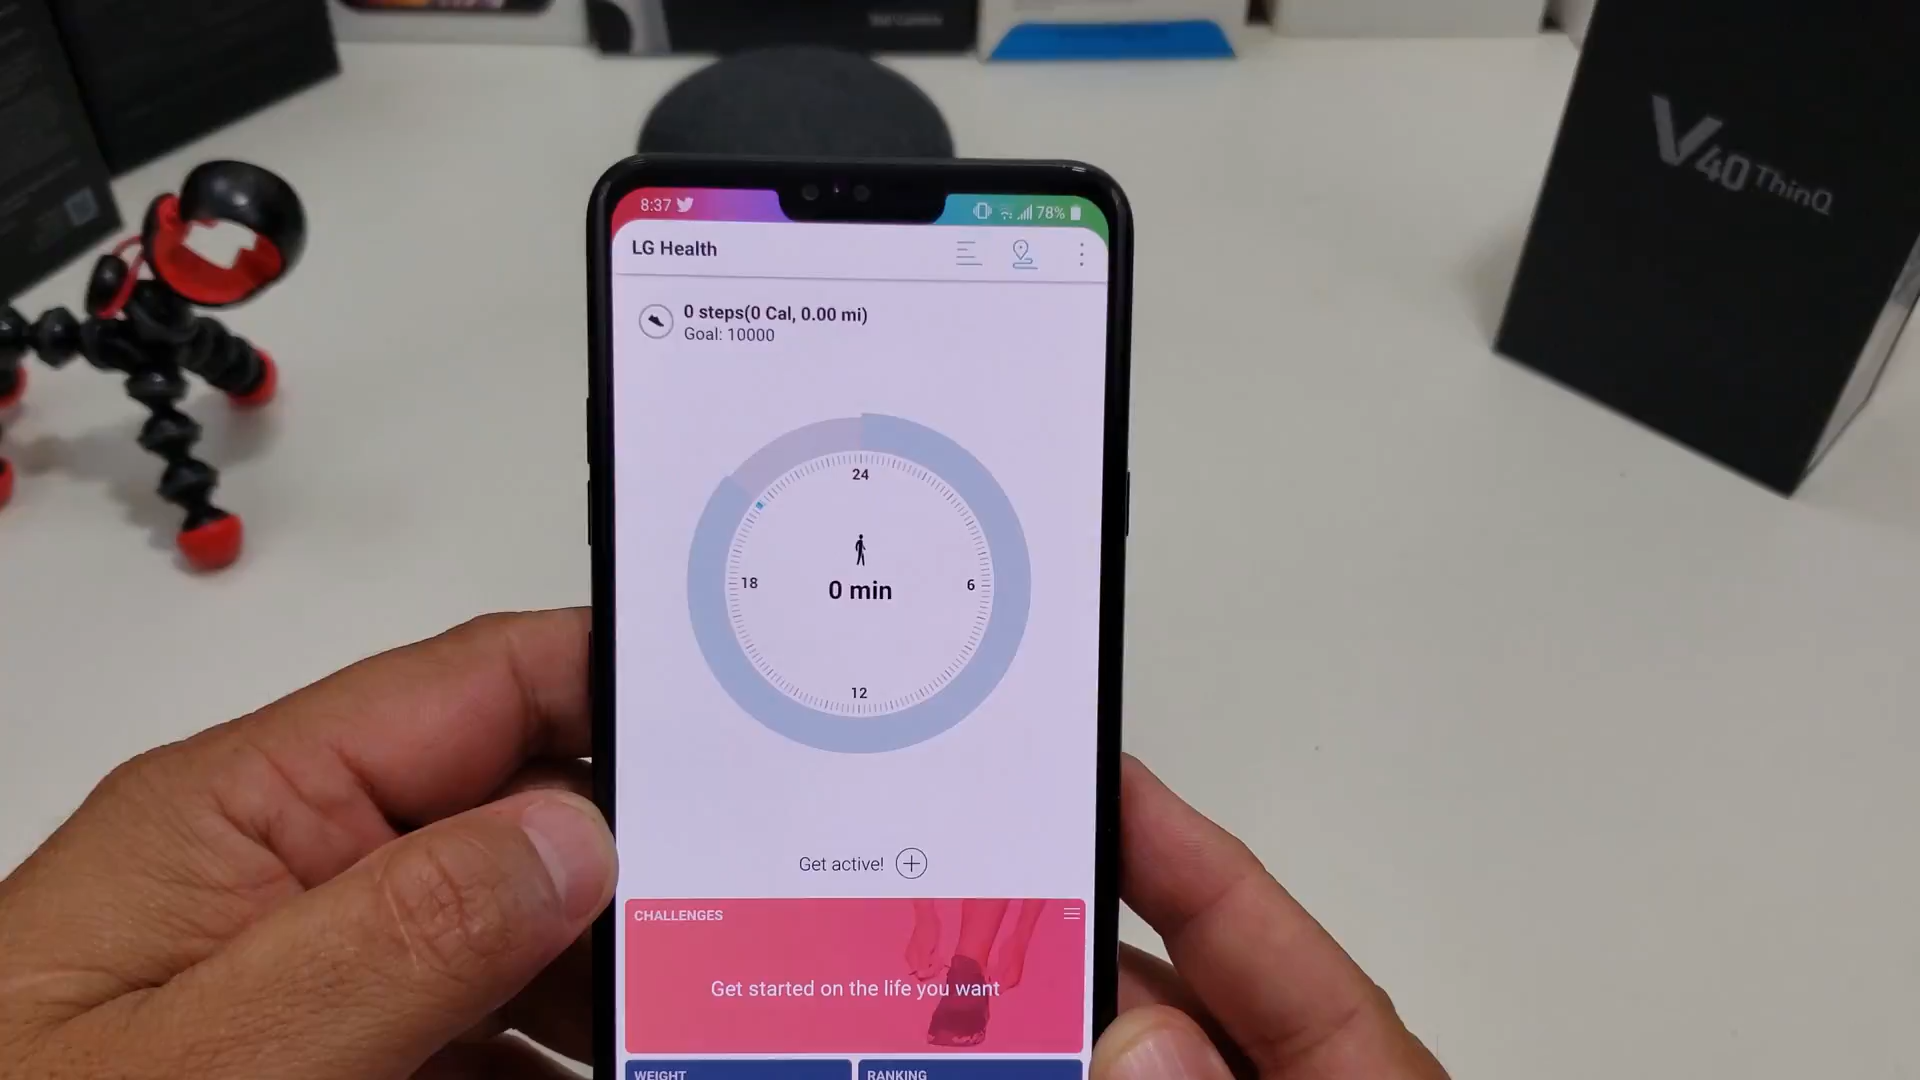 V40 ThinQ
8:37
78%
LG Health
0 steps(0 Cal, 0.00 mi)
Goal: 10000
24
18
6
0 min
12
Get active!
CHALLENGES
Get started on the life you want
WEIGHT
RANKING